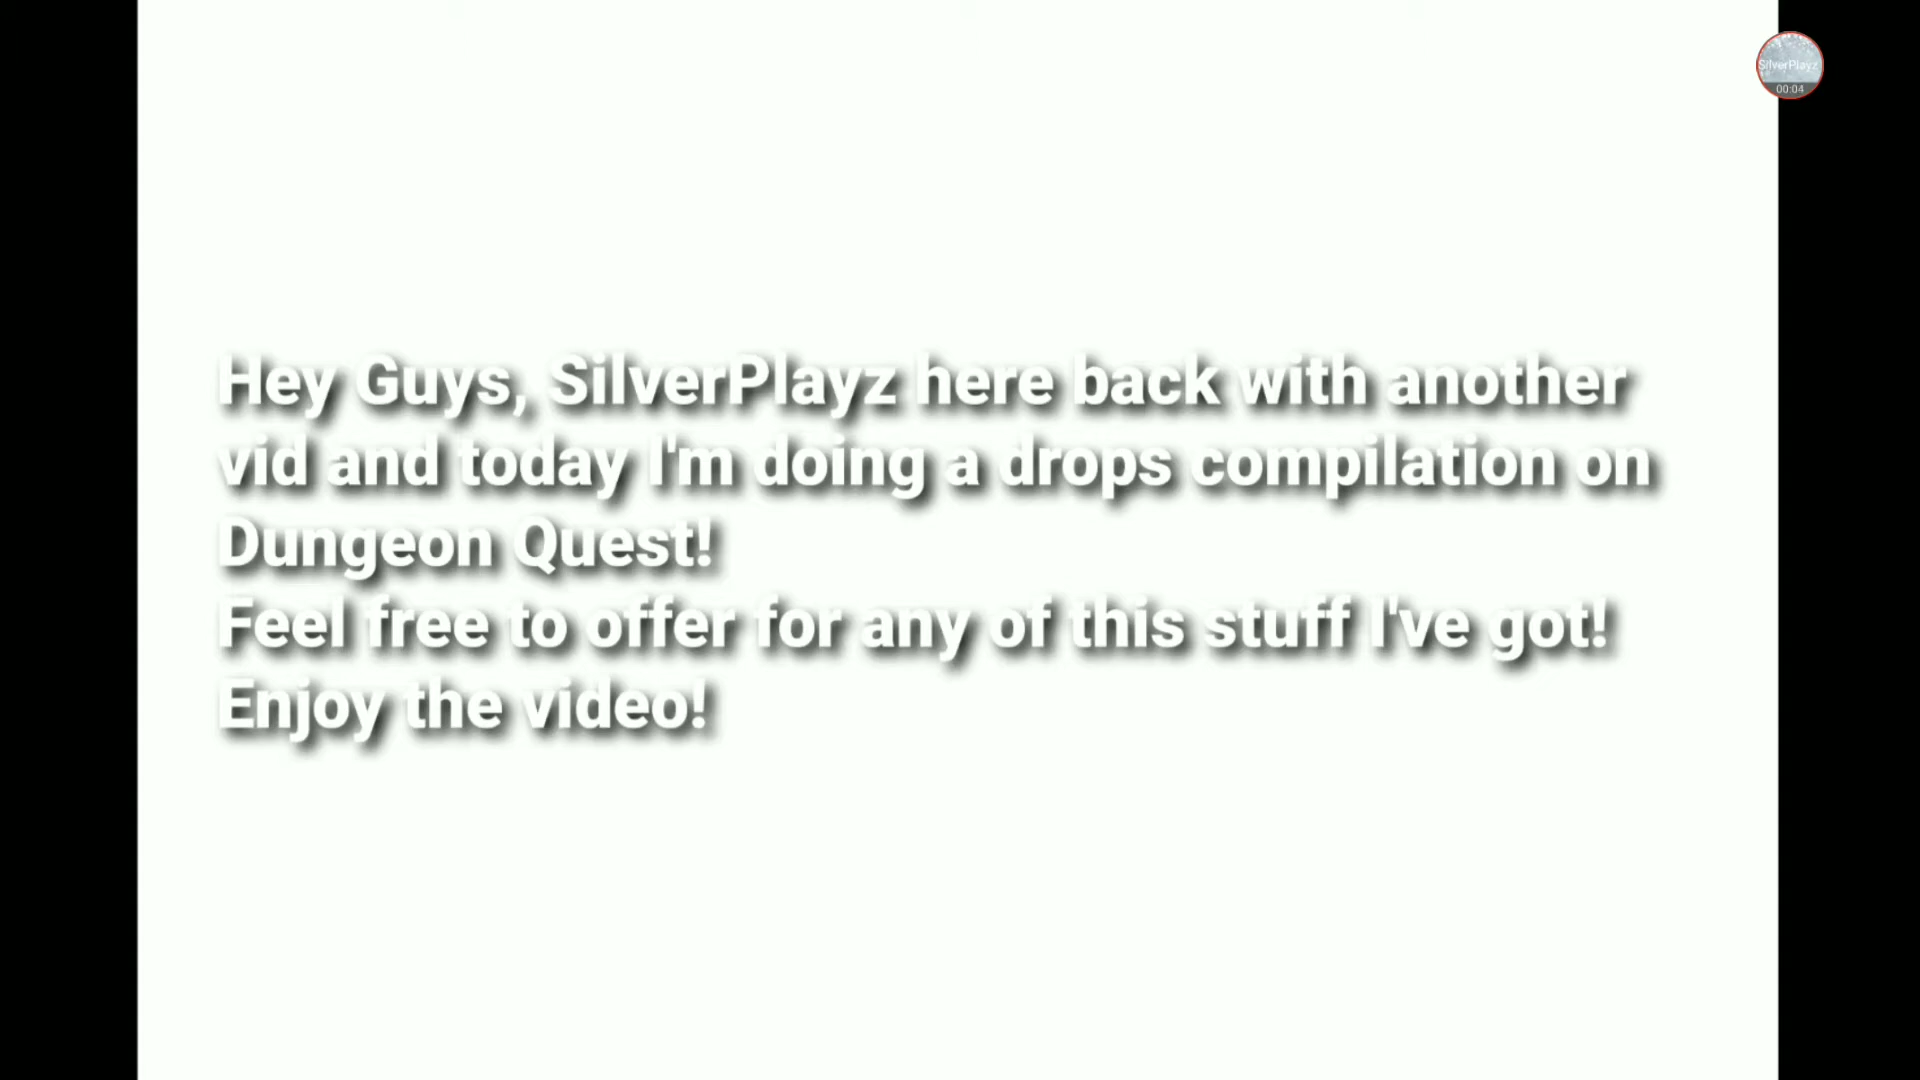 SilverPlayz
00:04
Hey Guys, SilverPlayz here back with another
vid and today I'm doing a drops compilation on
Dungeon Quest!
Feel free to offer for any of this stuff I've got!
Enjoy the video!